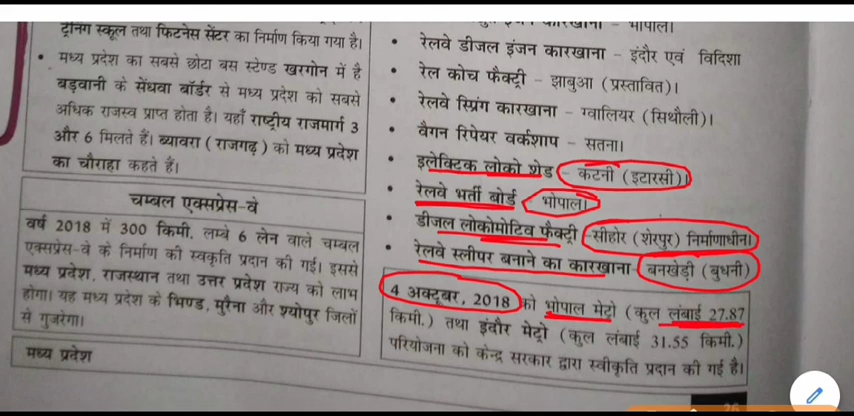 ट्रेनिंग स्कूल तथा फिटनेस सेंटर का निर्माण किया गया है।
• मध्य प्रदेश का सबसे छोटा बस स्टेण्ड खरगोन में है
बड़वानी के सेंधवा बॉर्डर से मध्य प्रदेश को सबसे
अधिक राजस्व प्राप्त होता है। यहाँ राष्ट्रीय राजमार्ग 3
और 6 मिलते हैं। ब्यावरा (राजगढ़) को मध्य प्रदेश
का चौराहा कहते हैं।
चम्बल एक्सप्रेस-वे
वर्ष 2018 में 300 किमी. लम्बे 6 लेन वाले चम्बल
एक्सप्रेस-वे के निर्माण की स्वकृति प्रदान की गई। इससे
मध्य प्रदेश, राजस्थान तथा उत्तर प्रदेश राज्य को लाभ
होगा। यह मध्य प्रदेश के भिण्ड, मुरैना और श्योपुर जिलों
से गुजरेगा।
मध्य प्रदेश
इंजन कारखाना - भोपाल।
• रेलवे डीजल इंजन कारखाना - इंदौर एवं विदिशा
• रेल कोच फैक्ट्री - झाबुआ (प्रस्तावित)।
• रेलवे स्प्रिंग कारखाना - ग्वालियर (सिथौली)।
• वैगन रिपेयर वर्कशाप - सतना।
• इलेक्टिक लोको शेड - कटनी (इटारसी)।
• रेलवे भर्ती बोर्ड - भोपाल।
• डीजल लोकोमोटिव फैक्ट्री सीहोर (शेरपुर) निर्माणाधीन।
• रेलवे स्लीपर बनाने का कारखाना- बनखेड़ी (बुधनी)
4 अक्टूबर, 2018 को भोपाल मेट्रो (कुल लंबाई 27.87
किमी.) तथा इंदौर मेट्रो (कुल लंबाई 31.55 किमी.)
परियोजना को केन्द्र सरकार द्वारा स्वीकृति प्रदान की गई है।